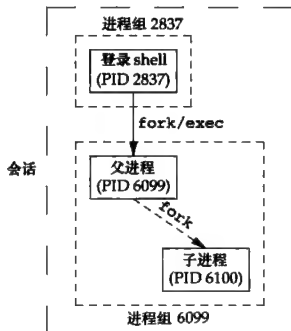 进程组 2837
登录 shell
(PID 2837)
fork/exec
会话
父进程
(PID 6099)
fork
子进程
(PID 6100)
进程组 6099